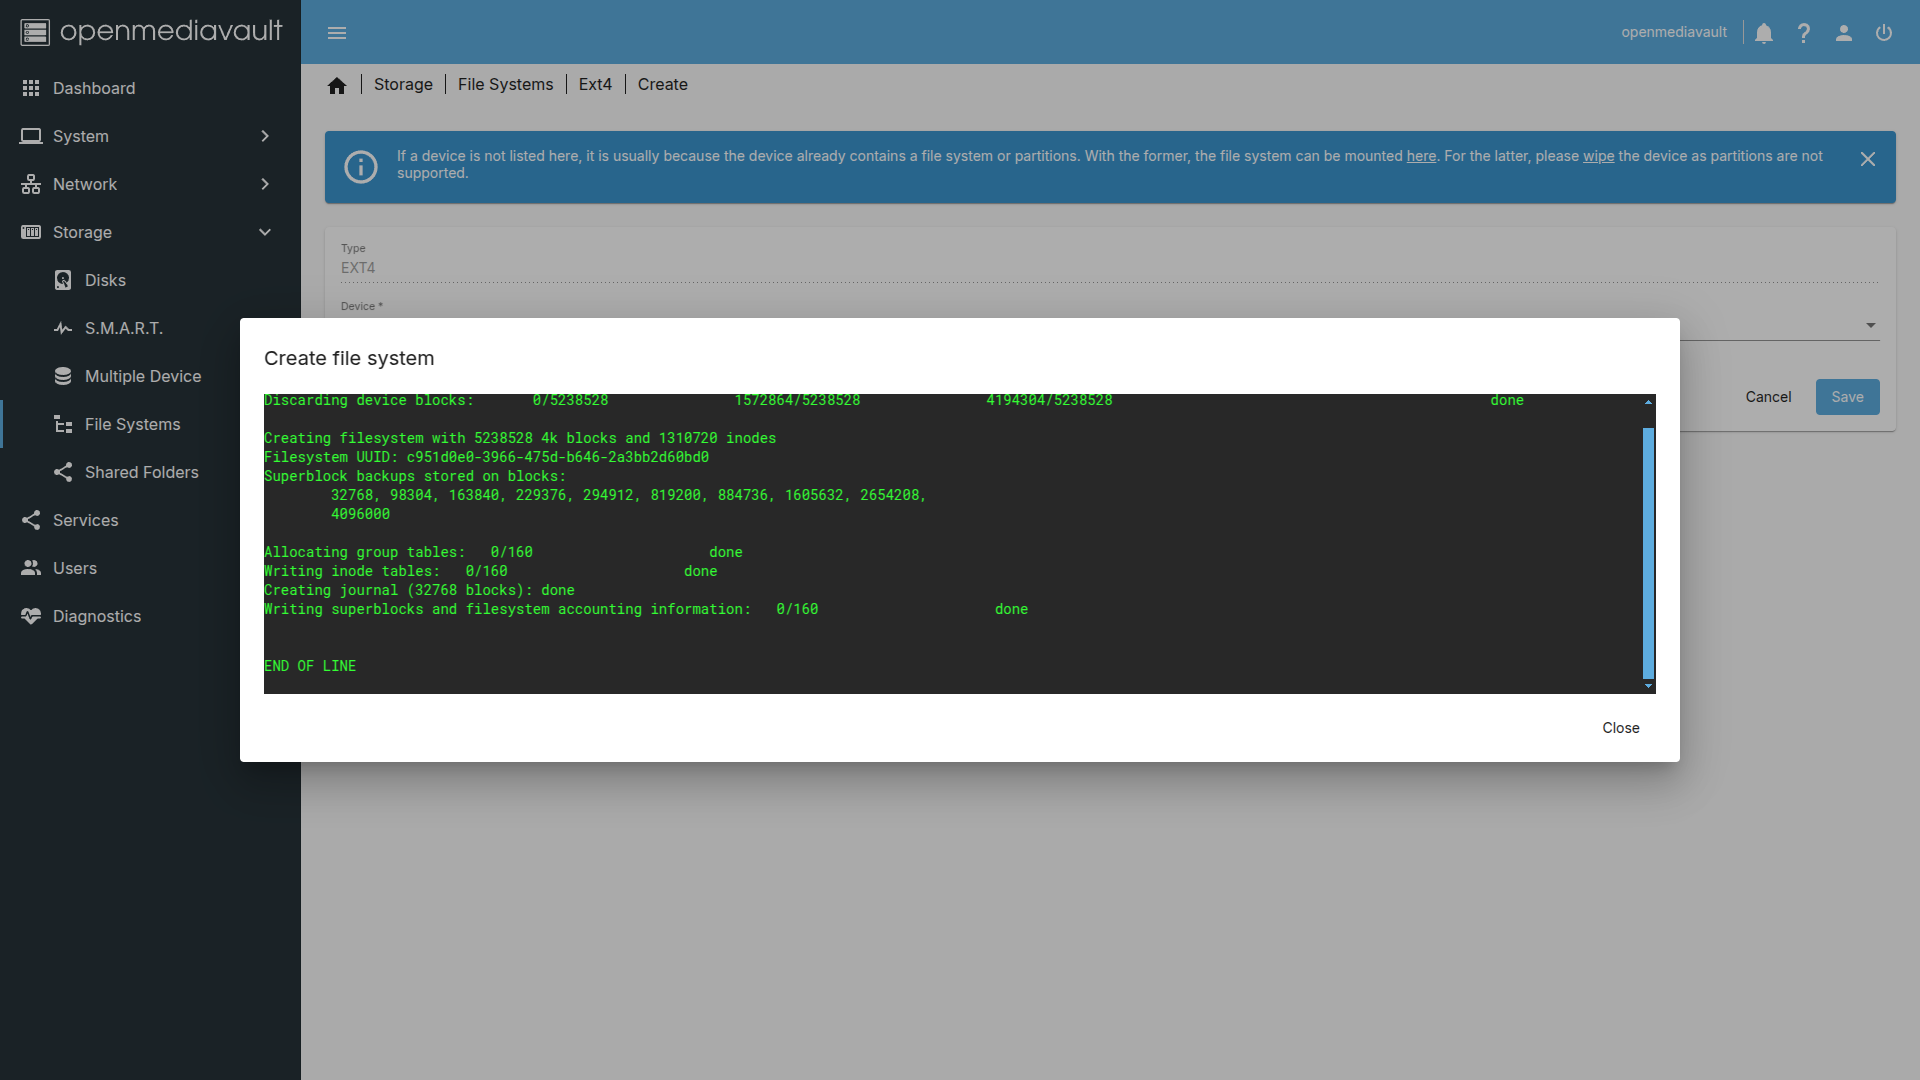 openmediavault
openmediavault
Dashboard
System
Network
Storage
Disks
S.M.A.R.T.
Multiple Device
File Systems
Shared Folders
Services
Users
Diagnostics
Storage
File Systems
Ext4
Create
If a device is not listed here, it is usually because the device already contains a file system or partitions. With the former, the file system can be mounted here. For the latter, please wipe the device as partitions are not
supported.
Type
EXT4
Device *
Cancel
Save
Create file system
Discarding device blocks: 0/5238528 1572864/5238528 4194304/5238528 done
Creating filesystem with 5238528 4k blocks and 1310720 inodes
Filesystem UUID: c951d0e0-3966-475d-b646-2a3bb2d60bd0
Superblock backups stored on blocks:
32768, 98304, 163840, 229376, 294912, 819200, 884736, 1605632, 2654208,
4096000
Allocating group tables: 0/160 done
Writing inode tables: 0/160 done
Creating journal (32768 blocks): done
Writing superblocks and filesystem accounting information: 0/160 done
END OF LINE
Close